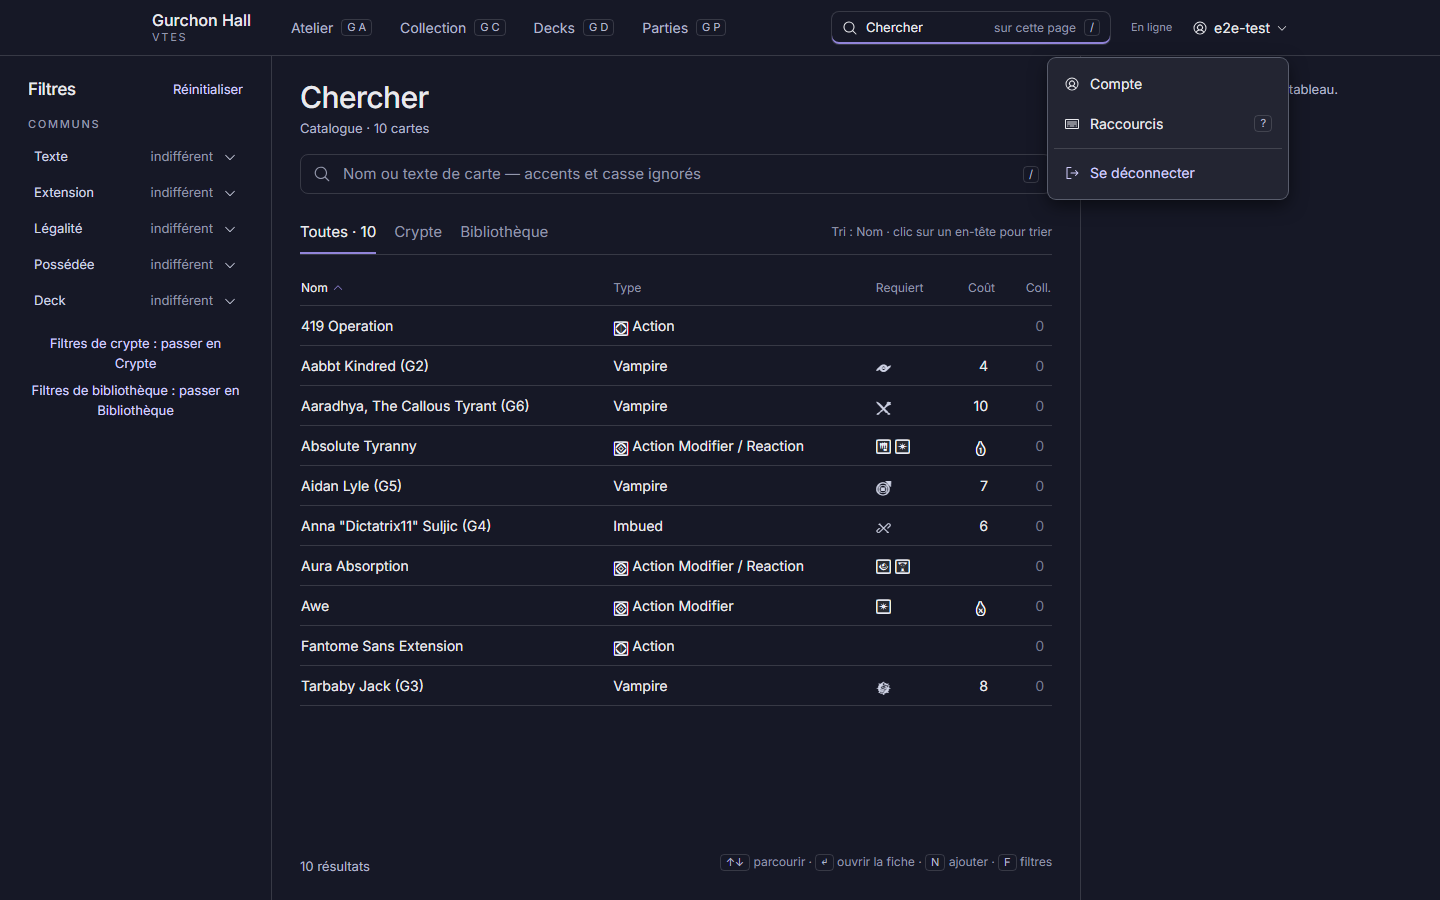 Gurchon Hall
VTES
Atelier G A Collection G C Decks G D Parties G P
Chercher sur cette page /
En ligne
e2e-test
Compte
Raccourcis ?
Se déconnecter
tableau.
Filtres Réinitialiser
COMMUNS
Texte indifférent
Extension indifférent
Légalité indifférent
Possédée indifférent
Deck indifférent
Filtres de crypte : passer en
Crypte
Filtres de bibliothèque : passer en
Bibliothèque
Chercher
Catalogue · 10 cartes
Nom ou texte de carte — accents et casse ignorés /
Toutes · 10 Crypte Bibliothèque Tri : Nom · clic sur un en-tête pour trier
Nom Type Requiert Coût Coll.
419 Operation Action 0
Aabbt Kindred (G2) Vampire 4 0
Aaradhya, The Callous Tyrant (G6) Vampire 10 0
Absolute Tyranny Action Modifier / Reaction 1 0
Aidan Lyle (G5) Vampire 7 0
Anna "Dictatrix11" Suljic (G4) Imbued 6 0
Aura Absorption Action Modifier / Reaction 0
Awe Action Modifier X 0
Fantome Sans Extension Action 0
Tarbaby Jack (G3) Vampire 8 0
10 résultats
↑↓ parcourir · ↵ ouvrir la fiche · N ajouter · F filtres